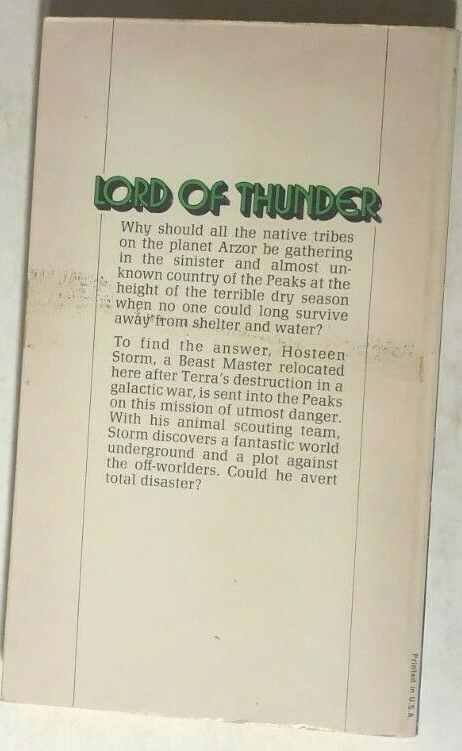 LORD OF THUNDER
Why should all the native tribes
on the planet Arzor be gathering
in the sinister and almost un-
known country of the Peaks at the
height of the terrible dry season
when no one could long survive
away from shelter and water?
To find the answer, Hosteen
Storm, a Beast Master relocated
here after Terra's destruction in a
galactic war, is sent into the Peaks
on this mission of utmost danger.
With his animal scouting team,
Storm discovers a fantastic world
underground and a plot against
the off-worlders. Could he avert
total disaster?
Printed in U.S.A.